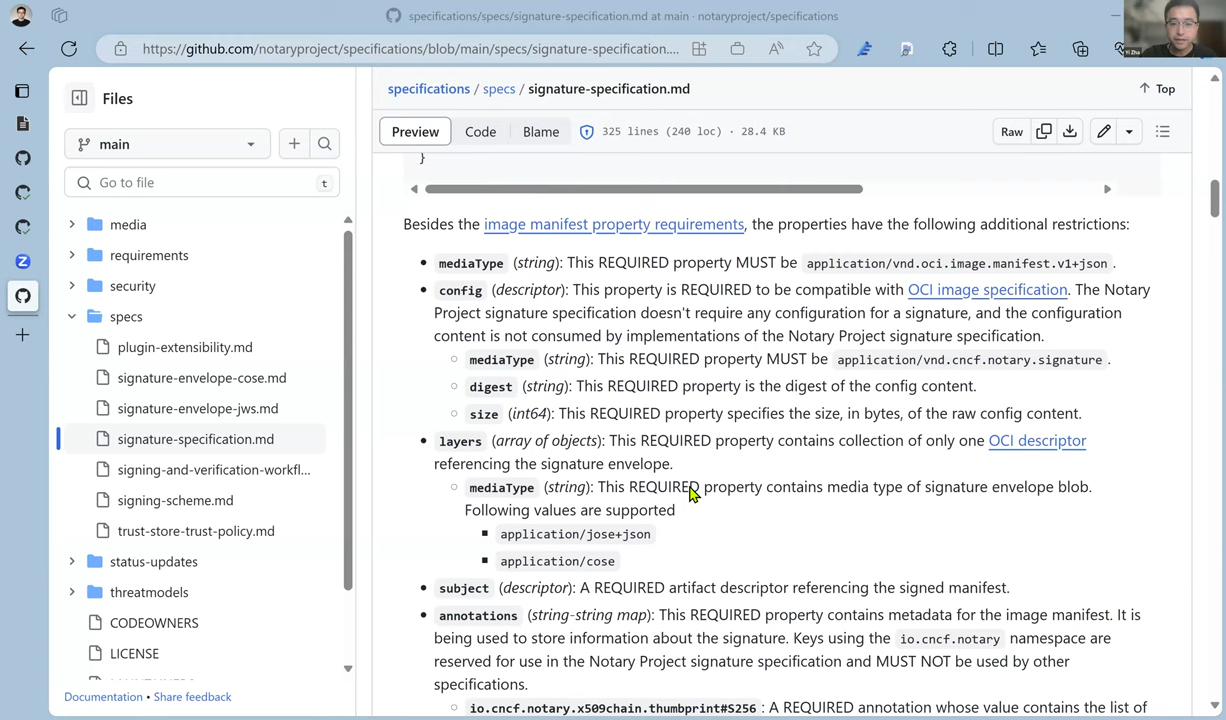 specifications/specs/signature-specification.md at main · notaryproject/specifications
https://github.com/notaryproject/specifications/blob/main/specs/signature-specification....
Yi Zha
Files
main
Go to file
t
media
requirements
security
specs
plugin-extensibility.md
signature-envelope-cose.md
signature-envelope-jws.md
signature-specification.md
signing-and-verification-workfl...
signing-scheme.md
trust-store-trust-policy.md
status-updates
threatmodels
CODEOWNERS
LICENSE
Documentation • Share feedback
specifications / specs / signature-specification.md
Top
Preview Code Blame 325 lines (240 loc) · 28.4 KB Raw
}
Besides the image manifest property requirements, the properties have the following additional restrictions:
• mediaType (string): This REQUIRED property MUST be application/vnd.oci.image.manifest.v1+json .
• config (descriptor): This property is REQUIRED to be compatible with OCI image specification. The Notary
Project signature specification doesn't require any configuration for a signature, and the configuration
content is not consumed by implementations of the Notary Project signature specification.
○ mediaType (string): This REQUIRED property MUST be application/vnd.cncf.notary.signature .
○ digest (string): This REQUIRED property is the digest of the config content.
○ size (int64): This REQUIRED property specifies the size, in bytes, of the raw config content.
• layers (array of objects): This REQUIRED property contains collection of only one OCI descriptor
referencing the signature envelope.
○ mediaType (string): This REQUIRED property contains media type of signature envelope blob.
Following values are supported
▪ application/jose+json
▪ application/cose
• subject (descriptor): A REQUIRED artifact descriptor referencing the signed manifest.
• annotations (string-string map): This REQUIRED property contains metadata for the image manifest. It is
being used to store information about the signature. Keys using the io.cncf.notary namespace are
reserved for use in the Notary Project signature specification and MUST NOT be used by other
specifications.
○ io.cncf.notary.x509chain.thumbprint#S256 : A REQUIRED annotation whose value contains the list of